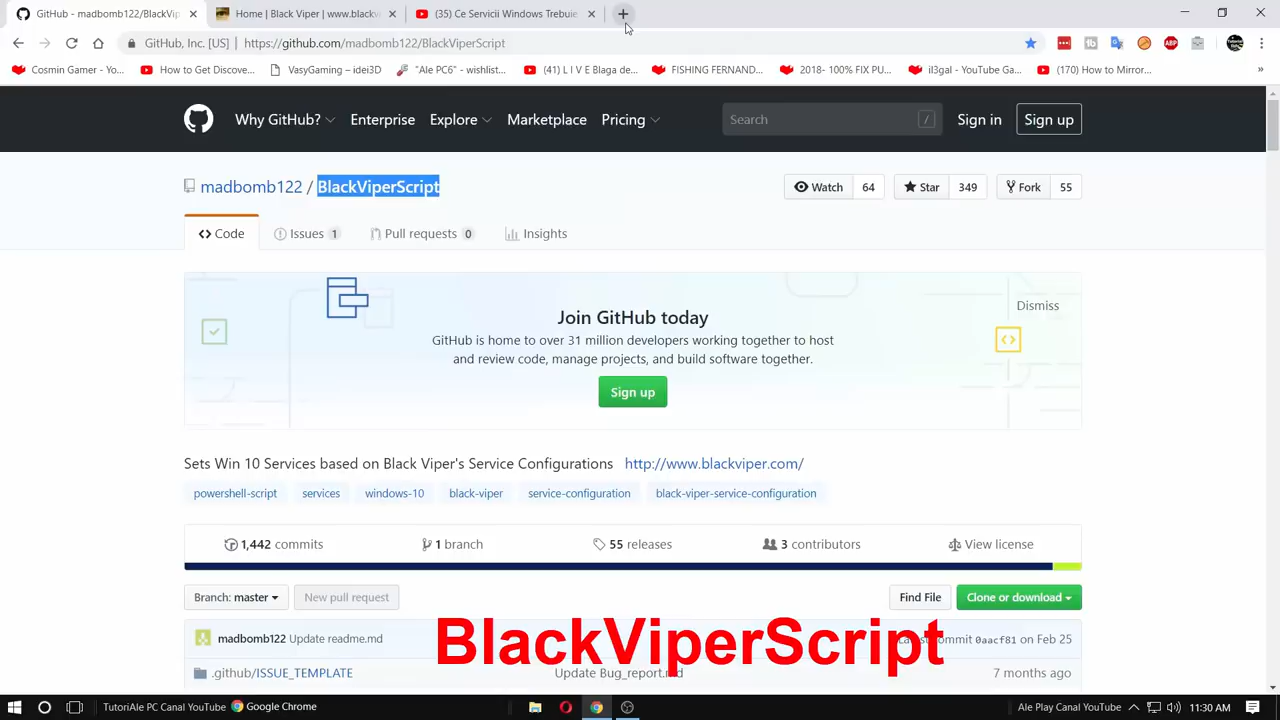 GitHub - madbomb122/BlackVip
Home | Black Viper | www.blackv
(35) Ce Servicii Windows Trebuie
GitHub, Inc. [US] | https://github.com/madbomb122/BlackViperScript
Cosmin Gamer - Yo...
How to Get Discove...
VasyGaming – idei3D
"Ale PC6" - wishlist...
(41) L I V E Blaga de...
FISHING FERNAND...
2018- 100% FIX PU...
il3gal - YouTube Ga...
(170) How to Mirror...
»
Why GitHub?
Enterprise
Explore
Marketplace
Pricing
Search
/
Sign in
Sign up
madbomb122 / BlackViperScript
Watch 64
Star 349
Fork 55
Code
Issues 1
Pull requests 0
Insights
Join GitHub today
Dismiss
GitHub is home to over 31 million developers working together to host
and review code, manage projects, and build software together.
Sign up
Sets Win 10 Services based on Black Viper's Service Configurations http://www.blackviper.com/
powershell-script
services
windows-10
black-viper
service-configuration
black-viper-service-configuration
1,442 commits
1 branch
55 releases
3 contributors
View license
Branch: master
New pull request
Find File
Clone or download
madbomb122 Update readme.md
commit 0aacf81 on Feb 25
BlackViperScript
.github/ISSUE_TEMPLATE
Update Bug_report.md
7 months ago
TutoriAle PC Canal YouTube
Google Chrome
Ale Play Canal YouTube
11:30 AM